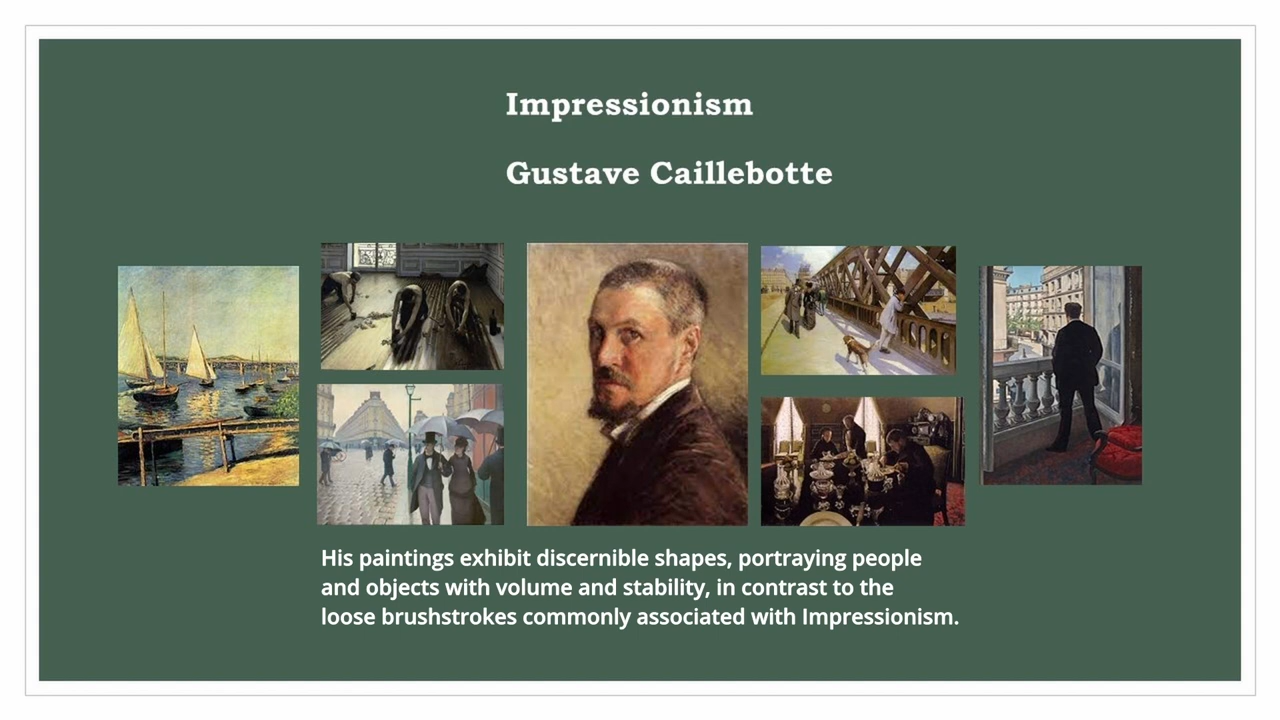 Impressionism
Gustave Caillebotte
His paintings exhibit discernible shapes, portraying people
and objects with volume and stability, in contrast to the
loose brushstrokes commonly associated with Impressionism.